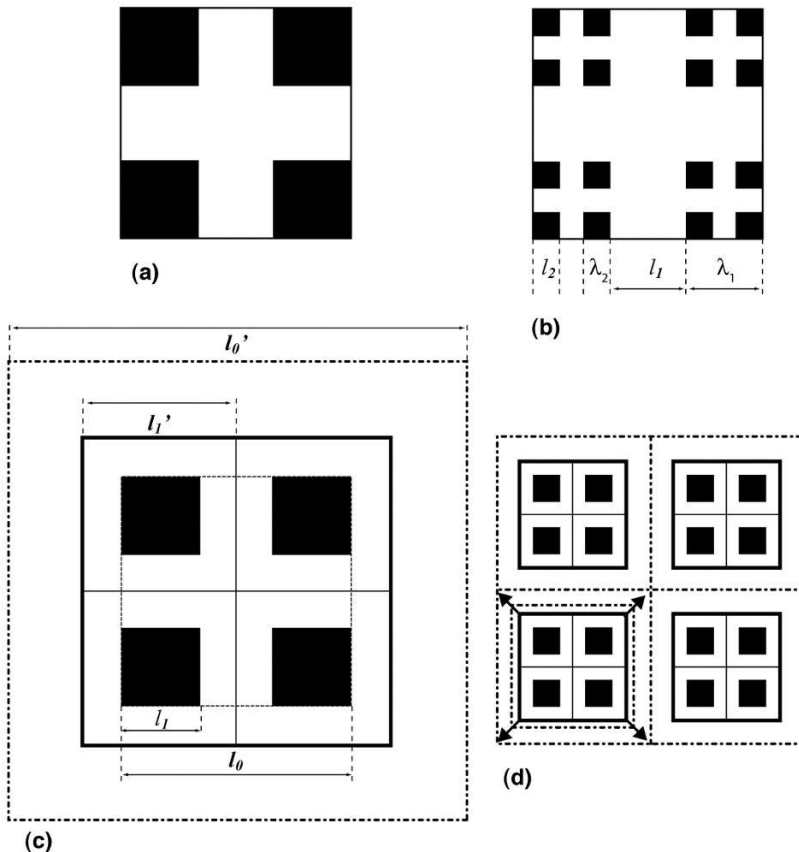 (a)
l₂ λ₂ l₁ λ₁
(b)
l₀’
l₁’
l₁
l₀
(c)
(d)